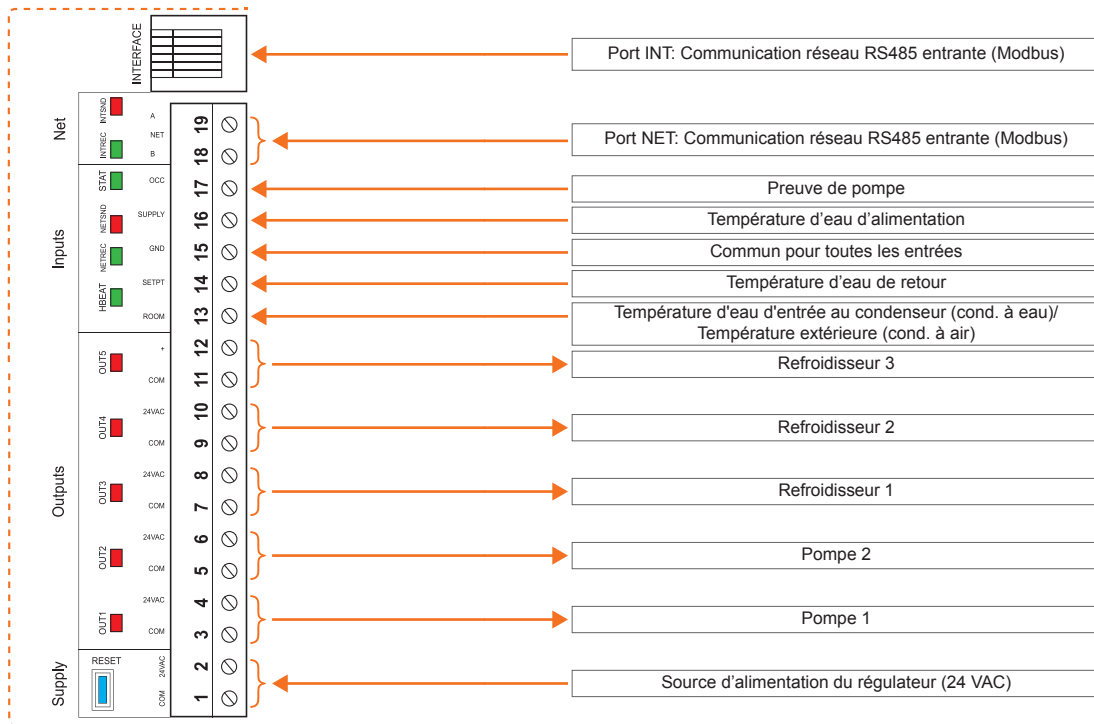 INTERFACE
Port INT: Communication réseau RS485 entrante (Modbus)
Net
INTSND
A
19
NET
Port NET: Communication réseau RS485 entrante (Modbus)
INTREC
B
18
Inputs
STAT
OCC
17
Preuve de pompe
NETSND
SUPPLY
16
Température d'eau d'alimentation
NETREC
GND
15
Commun pour toutes les entrées
HBEAT
SETPT
14
Température d'eau de retour
ROOM
13
Température d'eau d'entrée au condenseur (cond. à eau)/
Température extérieure (cond. à air)
Outputs
OUT5
+
12
COM
11
Refroidisseur 3
OUT4
24VAC
10
COM
9
Refroidisseur 2
OUT3
24VAC
8
COM
7
Refroidisseur 1
OUT2
24VAC
6
COM
5
Pompe 2
OUT1
24VAC
4
COM
3
Pompe 1
Supply
RESET
24VAC
2
COM
1
Source d'alimentation du régulateur (24 VAC)